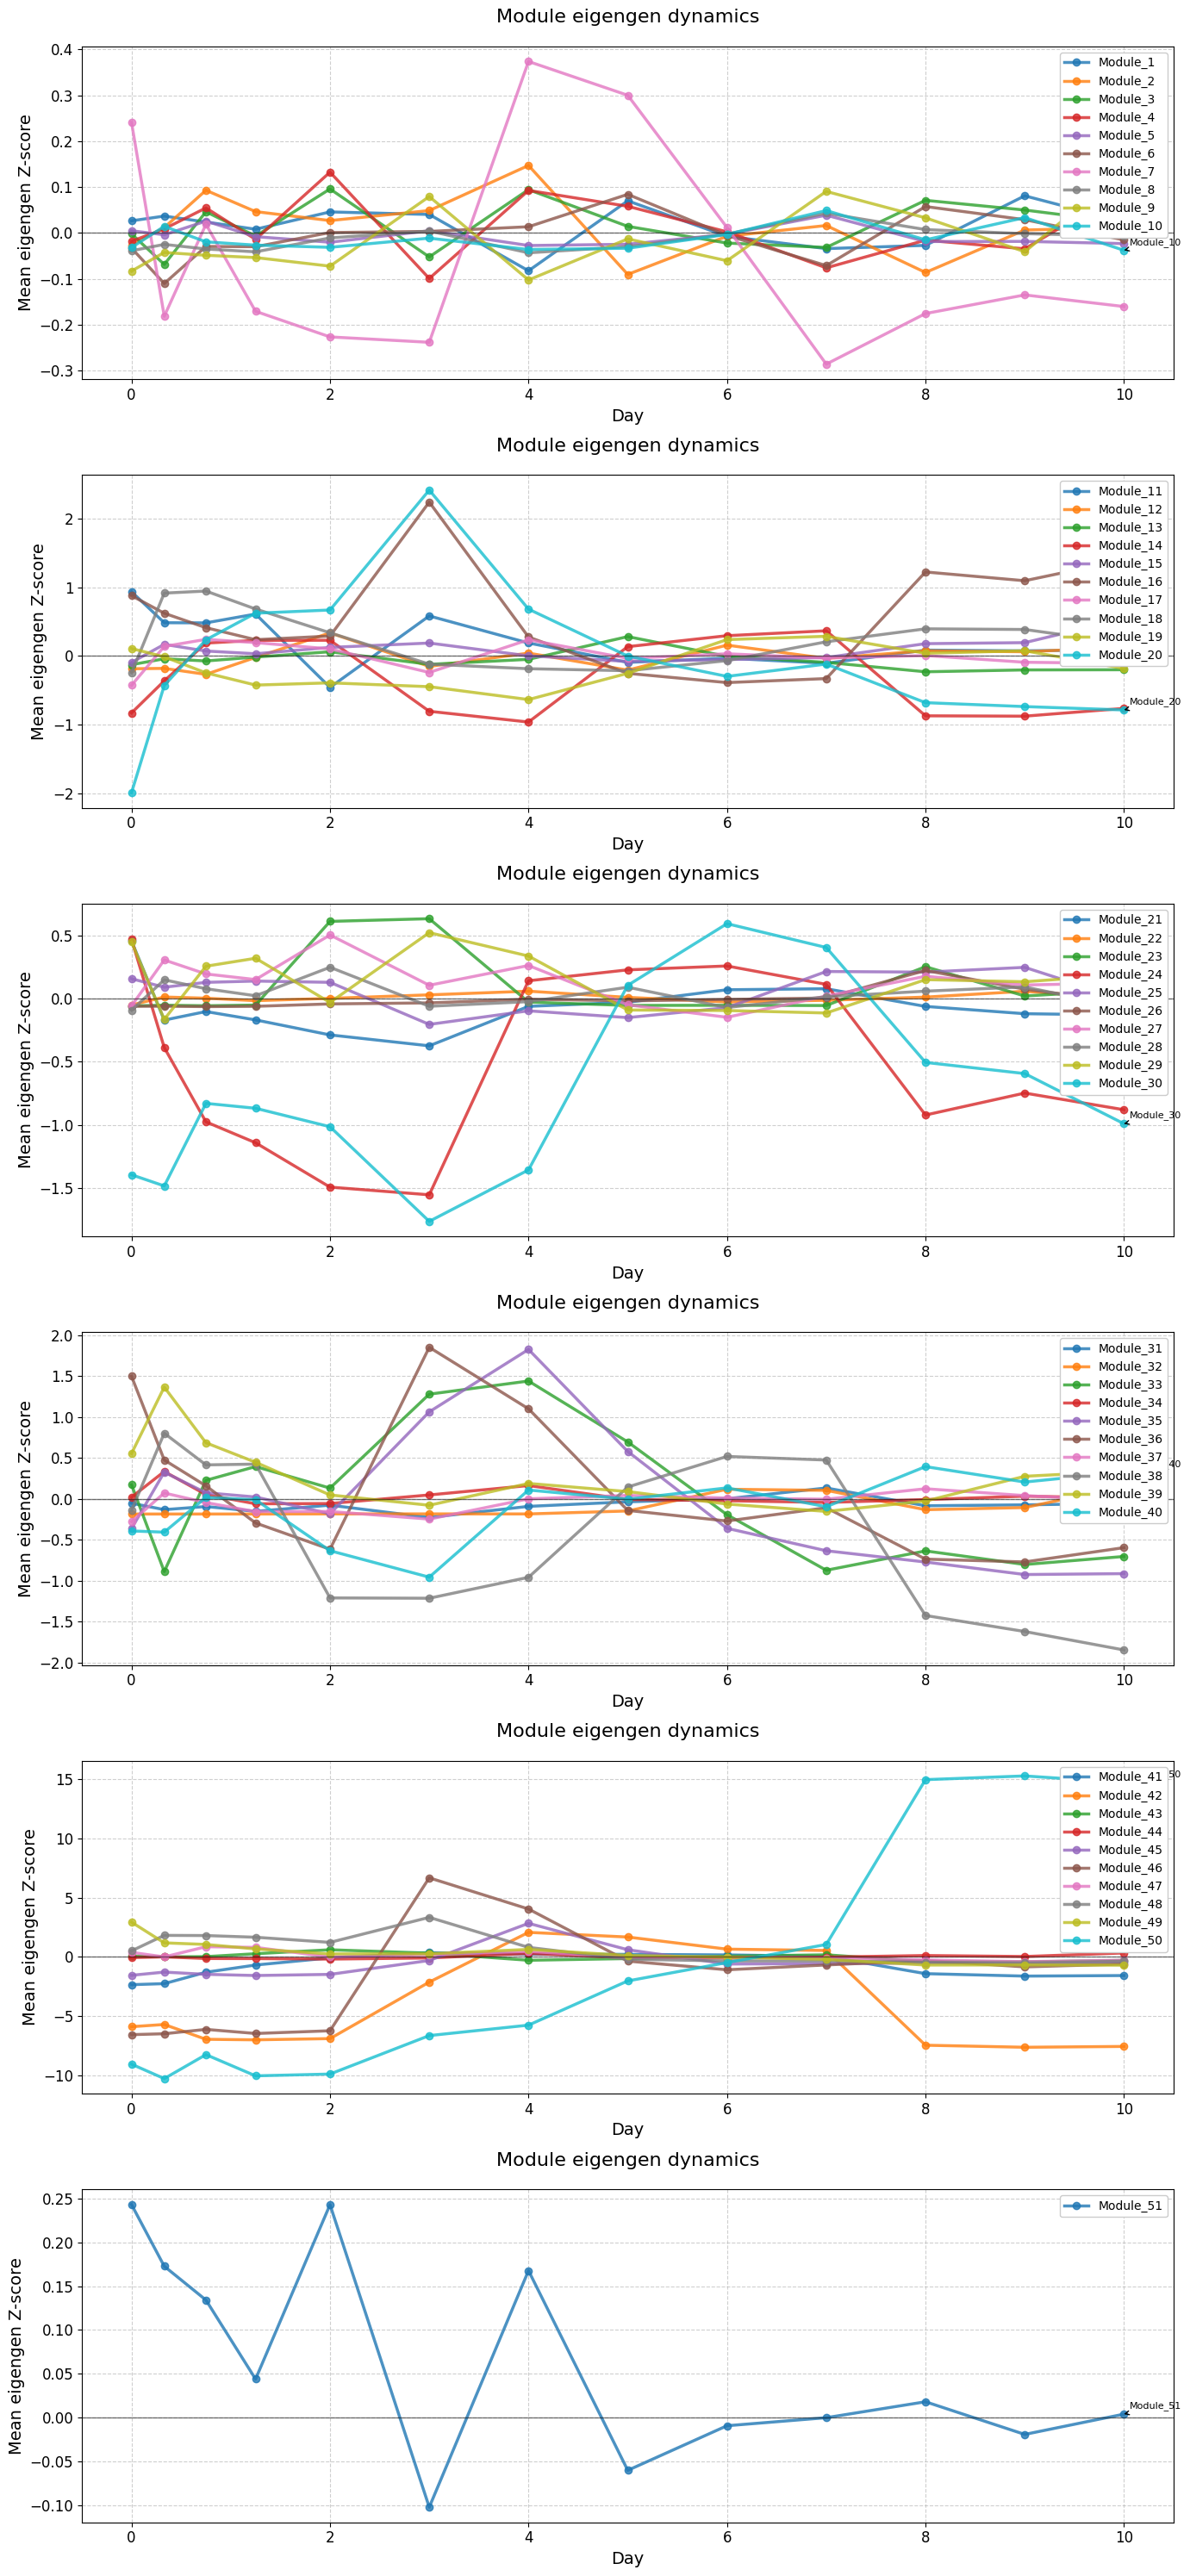 Module eigengen dynamics
Mean eigengen Z-score
0.4
0.3
0.2
0.1
0.0
−0.1
−0.2
−0.3
Module_1
Module_2
Module_3
Module_4
Module_5
Module_6
Module_7
Module_8
Module_9
Module_10
Module_10
0 2 4 6 8 10
Day
Module eigengen dynamics
Mean eigengen Z-score
2
1
0
−1
−2
Module_11
Module_12
Module_13
Module_14
Module_15
Module_16
Module_17
Module_18
Module_19
Module_20
Module_20
0 2 4 6 8 10
Day
Module eigengen dynamics
Mean eigengen Z-score
0.5
0.0
−0.5
−1.0
−1.5
Module_21
Module_22
Module_23
Module_24
Module_25
Module_26
Module_27
Module_28
Module_29
Module_30
Module_30
0 2 4 6 8 10
Day
Module eigengen dynamics
Mean eigengen Z-score
2.0
1.5
1.0
0.5
0.0
−0.5
−1.0
−1.5
−2.0
Module_31
Module_32
Module_33
Module_34
Module_35
Module_36
Module_37
Module_38
Module_39
Module_40
40
0 2 4 6 8 10
Day
Module eigengen dynamics
Mean eigengen Z-score
15
10
5
0
−5
−10
Module_41
Module_42
Module_43
Module_44
Module_45
Module_46
Module_47
Module_48
Module_49
Module_50
50
0 2 4 6 8 10
Day
Module eigengen dynamics
Mean eigengen Z-score
0.25
0.20
0.15
0.10
0.05
0.00
−0.05
−0.10
Module_51
Module_51
0 2 4 6 8 10
Day